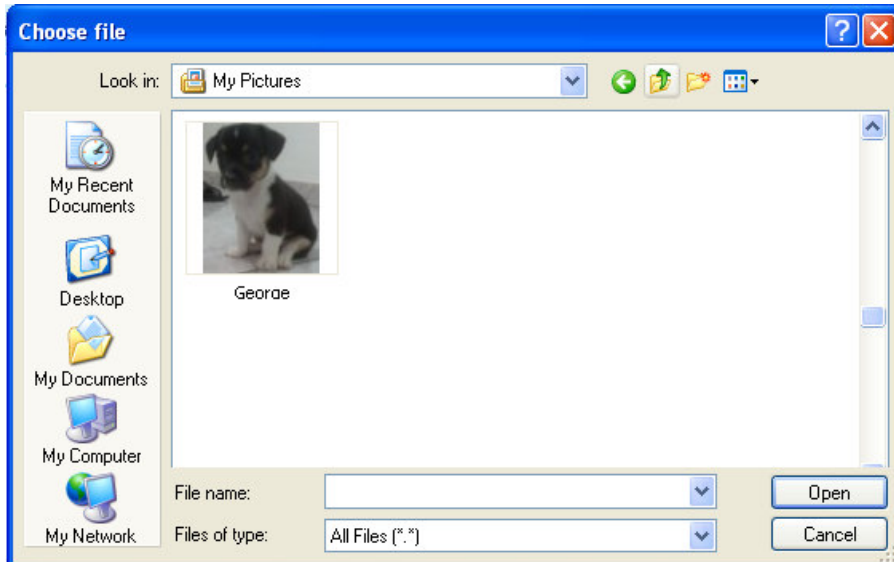 Choose file
Look in:
My Pictures
My Recent
Documents
Desktop
My Documents
My Computer
My Network
George
File name:
Open
Files of type:
All Files (*.*)
Cancel